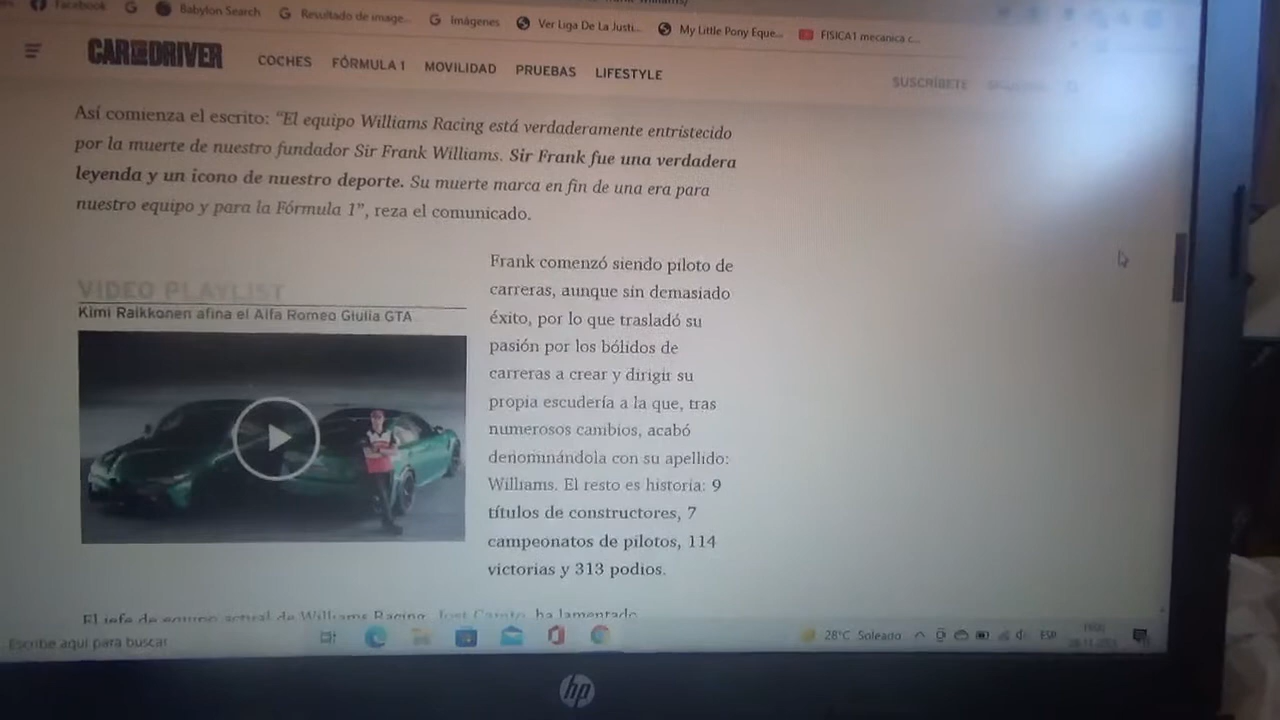 Facebook
Babylon Search
Resultado de image...
Imágenes
Ver Liga De La Justi...
My Little Pony Eque...
FISICA1 mecanica c...
CAR AND DRIVER
COCHES
FÓRMULA 1
MOVILIDAD
PRUEBAS
LIFESTYLE
SUSCRÍBETE
Así comienza el escrito: “El equipo Williams Racing está verdaderamente entristecido
por la muerte de nuestro fundador Sir Frank Williams. Sir Frank fue una verdadera
leyenda y un icono de nuestro deporte. Su muerte marca en fin de una era para
nuestro equipo y para la Fórmula 1”, reza el comunicado.
VIDEO PLAYLIST
Kimi Raikkonen afina el Alfa Romeo Giulia GTA
Frank comenzó siendo piloto de
carreras, aunque sin demasiado
éxito, por lo que trasladó su
pasión por los bólidos de
carreras a crear y dirigir su
propia escudería a la que, tras
numerosos cambios, acabó
denominándola con su apellido:
Williams. El resto es historia: 9
títulos de constructores, 7
campeonatos de pilotos, 114
victorias y 313 podios.
El jefe de equipo actual de Williams Racing, Jost Capito, ha lamentado
Escribe aquí para buscar
28°C Soleado
ESP
hp